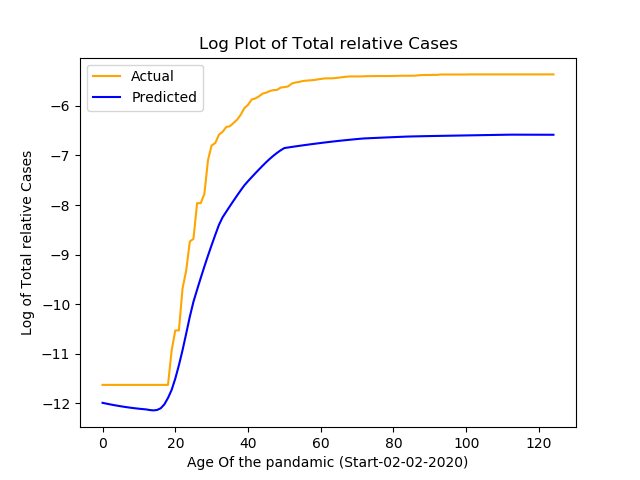 Log Plot of Total relative Cases
Actual
Predicted
Log of Total relative Cases
−6
−7
−8
−9
−10
−11
−12
0 20 40 60 80 100 120
Age Of the pandamic (Start-02-02-2020)